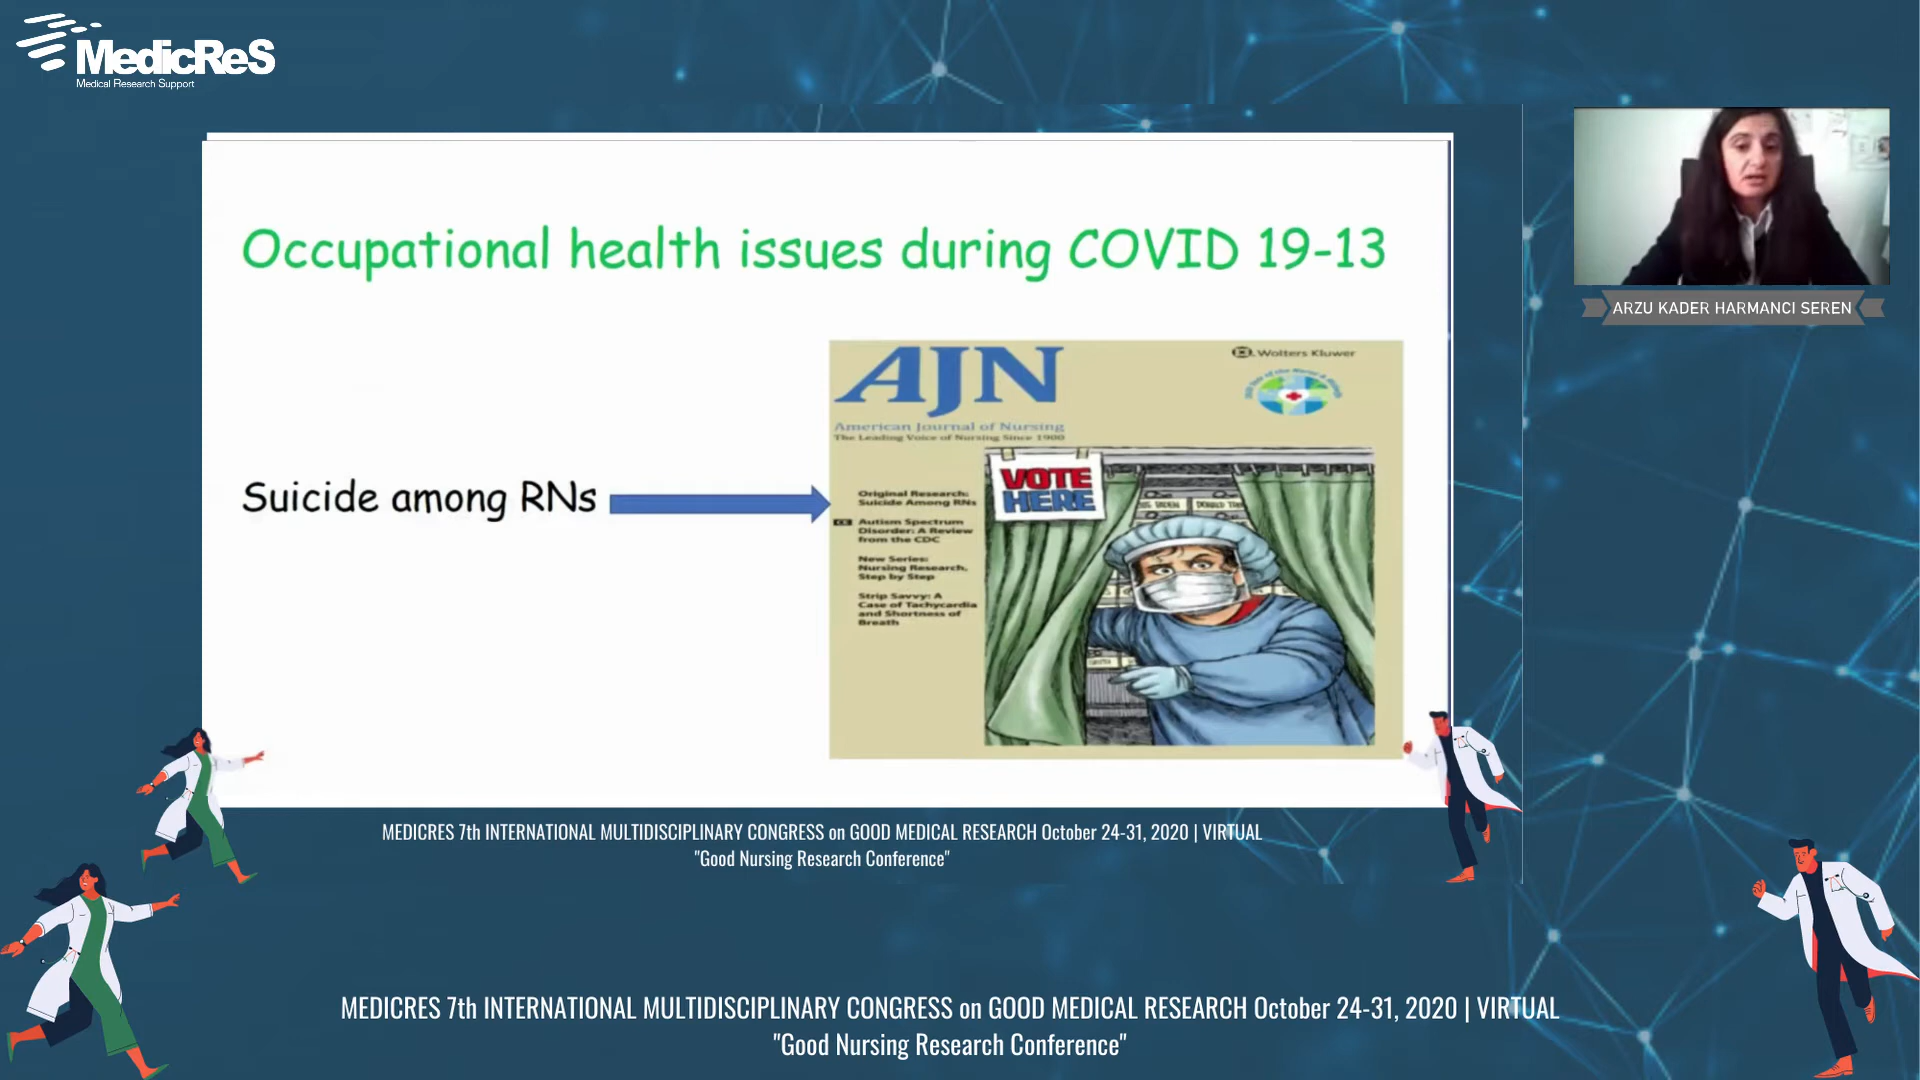 MedicReS
Medical Research Support
Occupational health issues during COVID 19-13
Suicide among RNs
AJN
Wolters Kluwer
American Journal of Nursing
The Leading Voice of Nursing Since 1900
VOTE
HERE
Original Research:
Suicide Among RNs
Autism Spectrum
Disorder: A Review
from the CDC
New Series:
Nursing Research,
Step by Step
Strip Savvy: A
Case of Tachycardia
and Shortness of
Breath
ARZU KADER HARMANCI SEREN
MEDICRES 7th INTERNATIONAL MULTIDISCIPLINARY CONGRESS on GOOD MEDICAL RESEARCH October 24-31, 2020 | VIRTUAL
"Good Nursing Research Conference"
MEDICRES 7th INTERNATIONAL MULTIDISCIPLINARY CONGRESS on GOOD MEDICAL RESEARCH October 24-31, 2020 | VIRTUAL
"Good Nursing Research Conference"